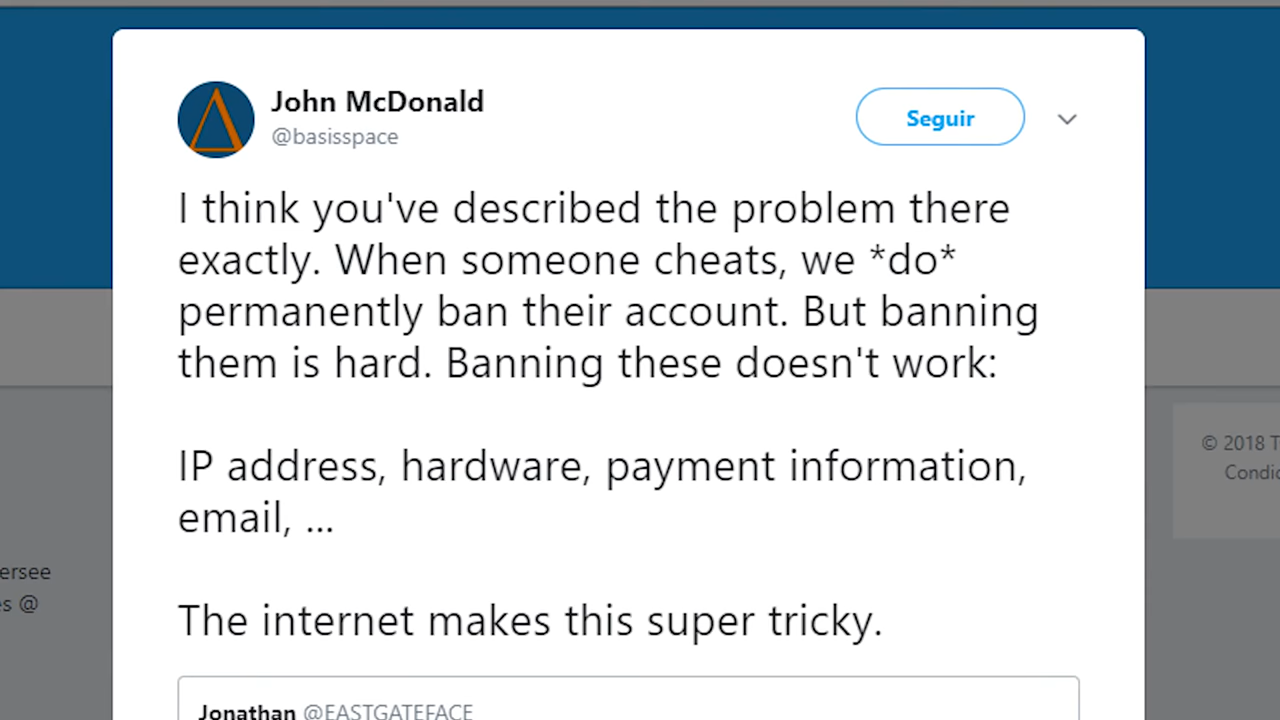 John McDonald
@basisspace
Seguir
I think you've described the problem there
exactly. When someone cheats, we *do*
permanently ban their account. But banning
them is hard. Banning these doesn't work:
IP address, hardware, payment information,
email, ...
The internet makes this super tricky.
Jonathan @EASTGATEFACE
© 2018 T
Condic
ersee
es @